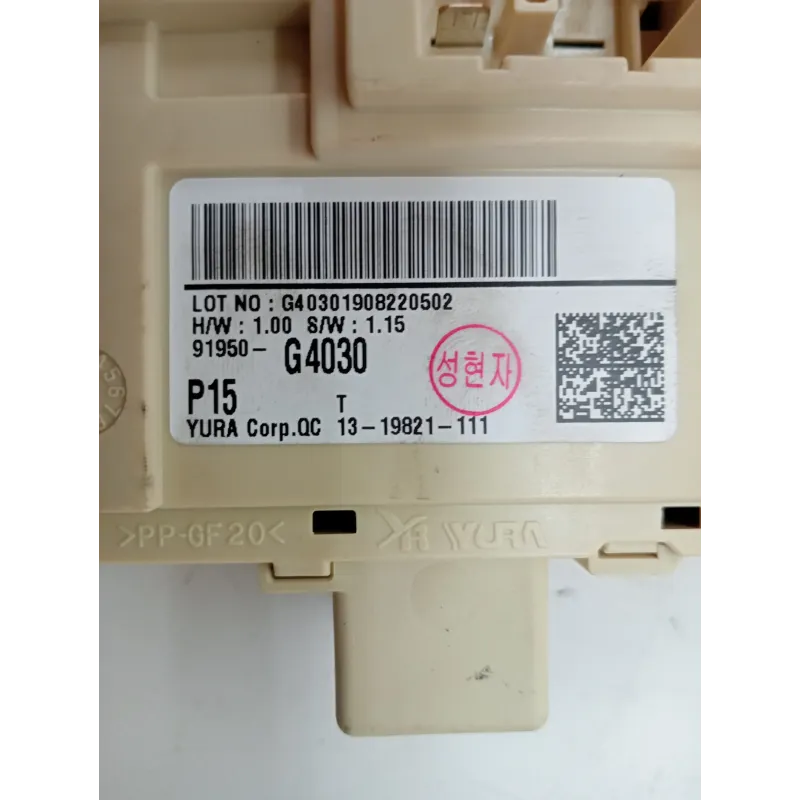 LOT NO : G40301908220502
H/W : 1.00 S/W : 1.15
91950- G4030
성현자
P15 T
YURA Corp.QC 13-19821-111
>PP-GF20<
YURA